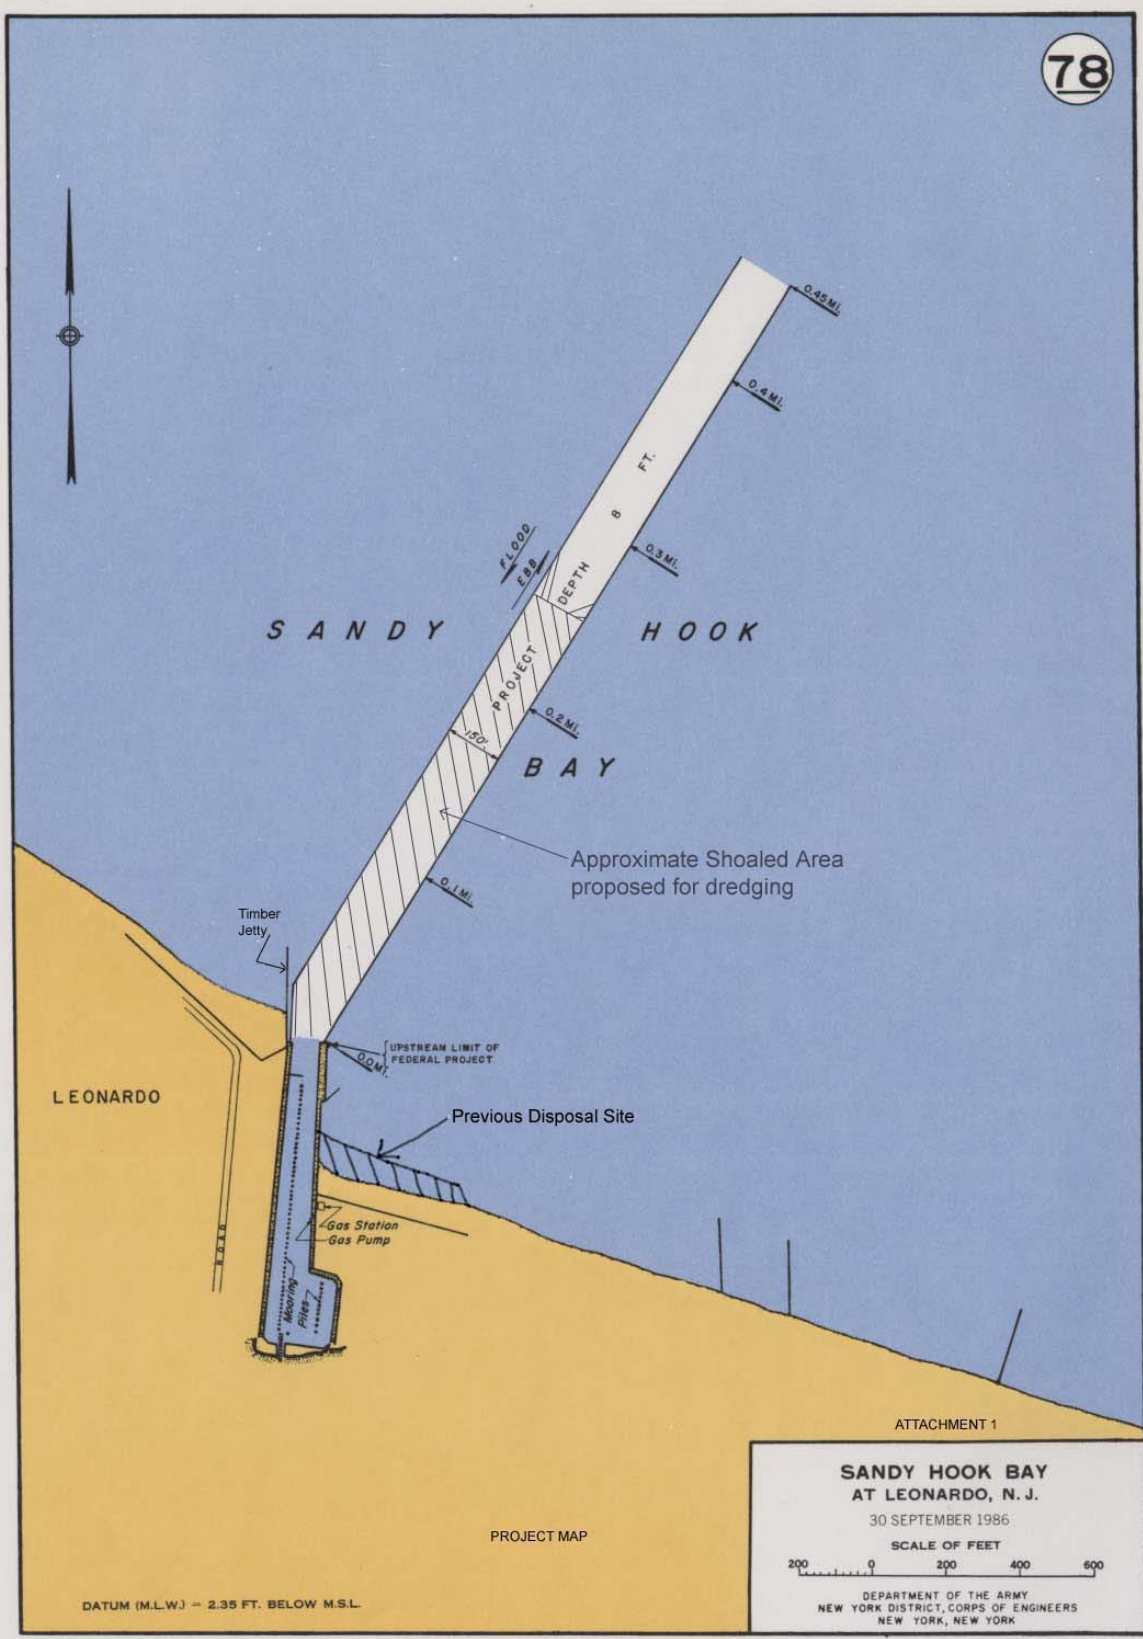 78
0.45 MI.
0.4 MI.
FT.
8
DEPTH
FLOOD
EBB
0.3 MI.
SANDY HOOK
PROJECT
0.2 MI.
150'
BAY
Approximate Shoaled Area
proposed for dredging
0.1 MI.
Timber
Jetty
UPSTREAM LIMIT OF
FEDERAL PROJECT
0.0 MI.
LEONARDO
Previous Disposal Site
ROAD
Gas Station
Gas Pump
Mooring
Piles
ATTACHMENT 1
SANDY HOOK BAY
AT LEONARDO, N. J.
30 SEPTEMBER 1986
SCALE OF FEET
200 0 200 400 600
DEPARTMENT OF THE ARMY
NEW YORK DISTRICT, CORPS OF ENGINEERS
NEW YORK, NEW YORK
PROJECT MAP
DATUM (M.L.W.) = 2.35 FT. BELOW M.S.L.